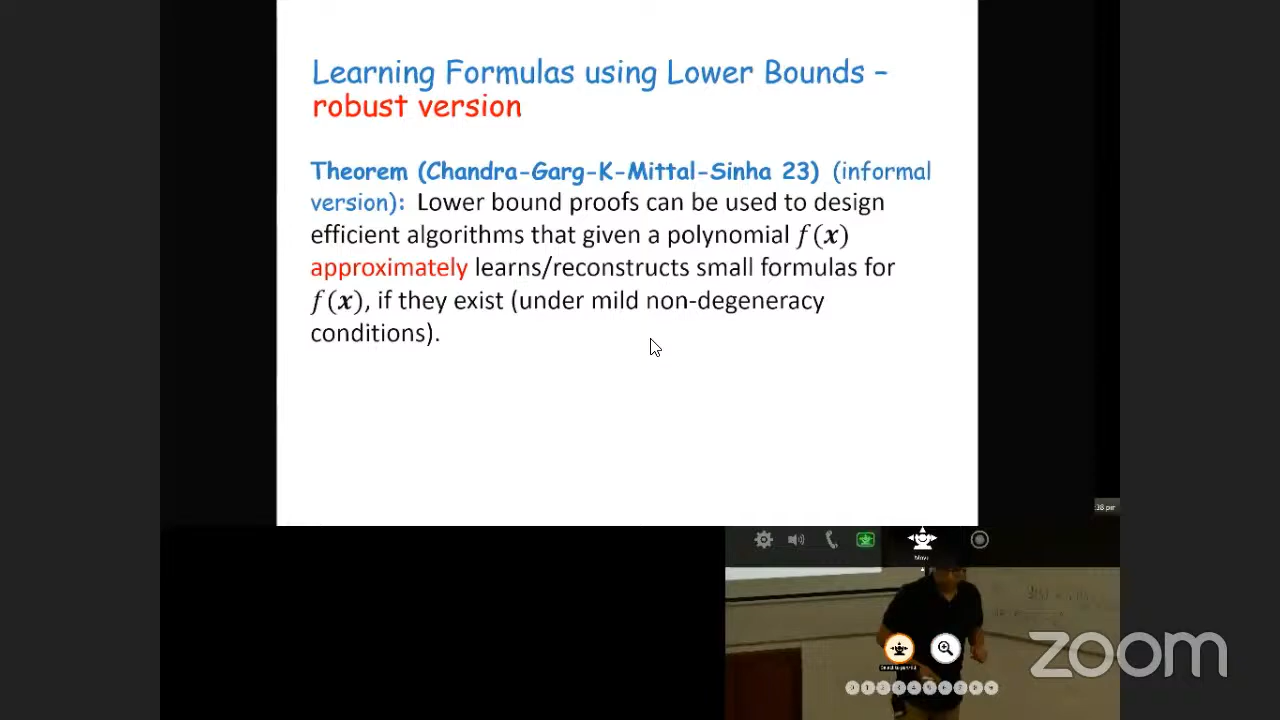 Learning Formulas using Lower Bounds –
robust version
Theorem (Chandra-Garg-K-Mittal-Sinha 23) (informal
version): Lower bound proofs can be used to design
efficient algorithms that given a polynomial f(x)
approximately learns/reconstructs small formulas for
f(x), if they exist (under mild non-degeneracy
conditions).
Move
zoom